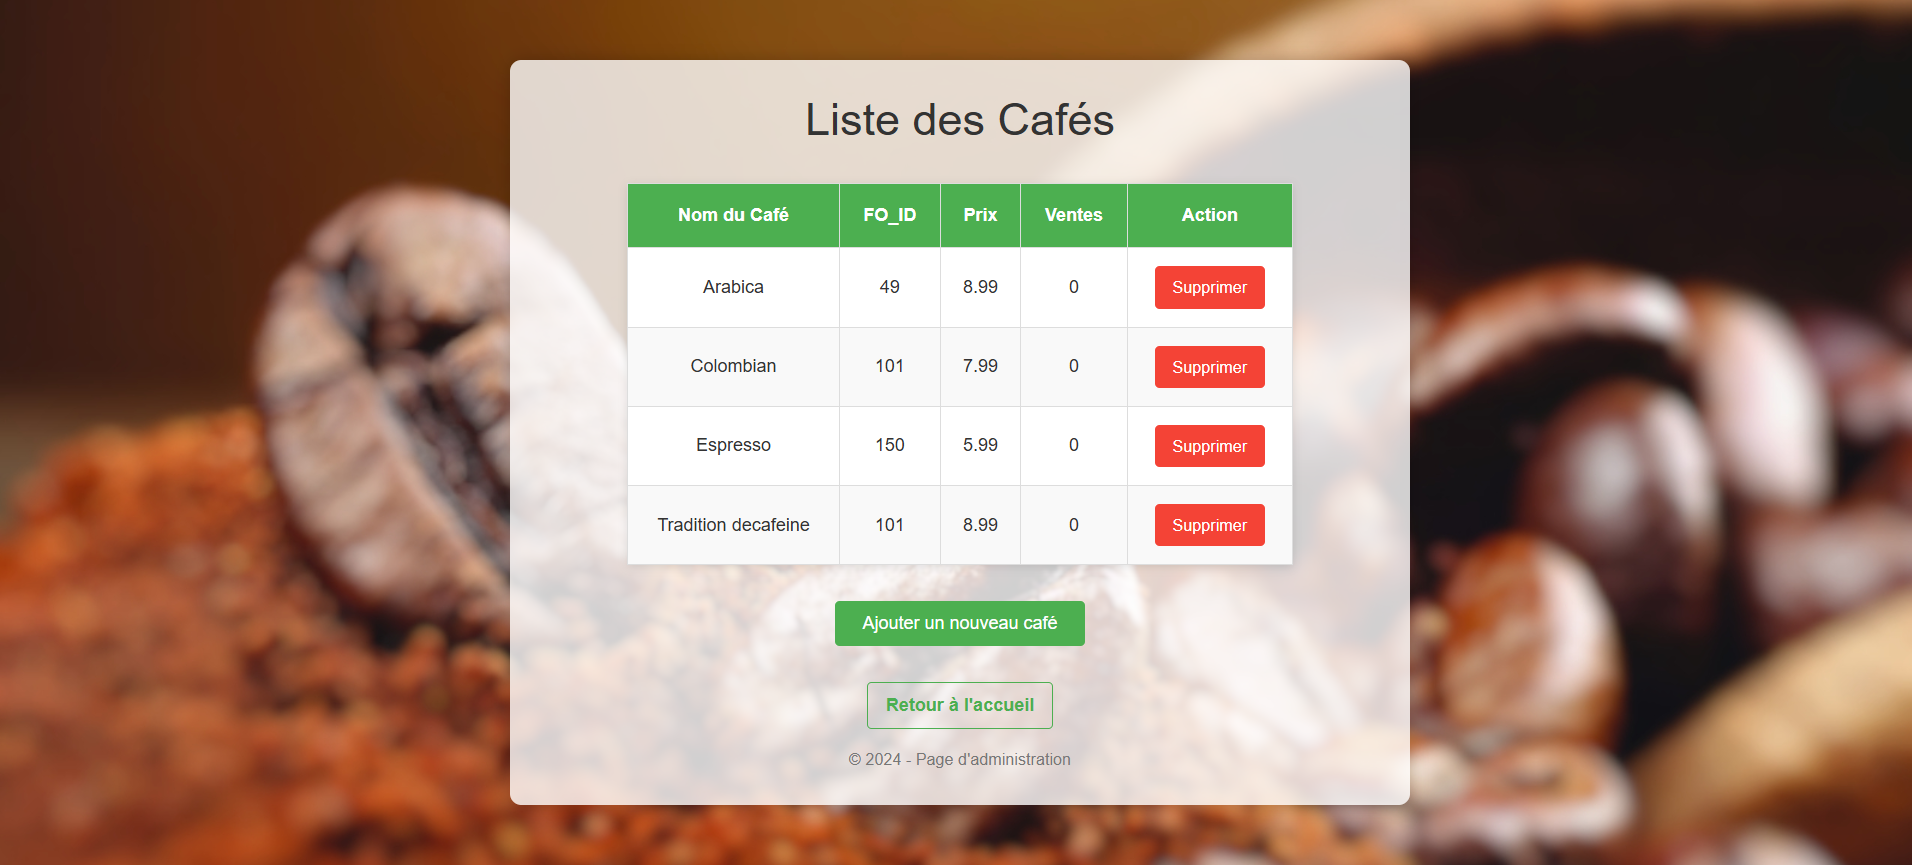 Liste des Cafés
Nom du Café FO_ID Prix Ventes Action
Arabica 49 8.99 0 Supprimer
Colombian 101 7.99 0 Supprimer
Espresso 150 5.99 0 Supprimer
Tradition decafeine 101 8.99 0 Supprimer
Ajouter un nouveau café
Retour à l'accueil
© 2024 - Page d'administration